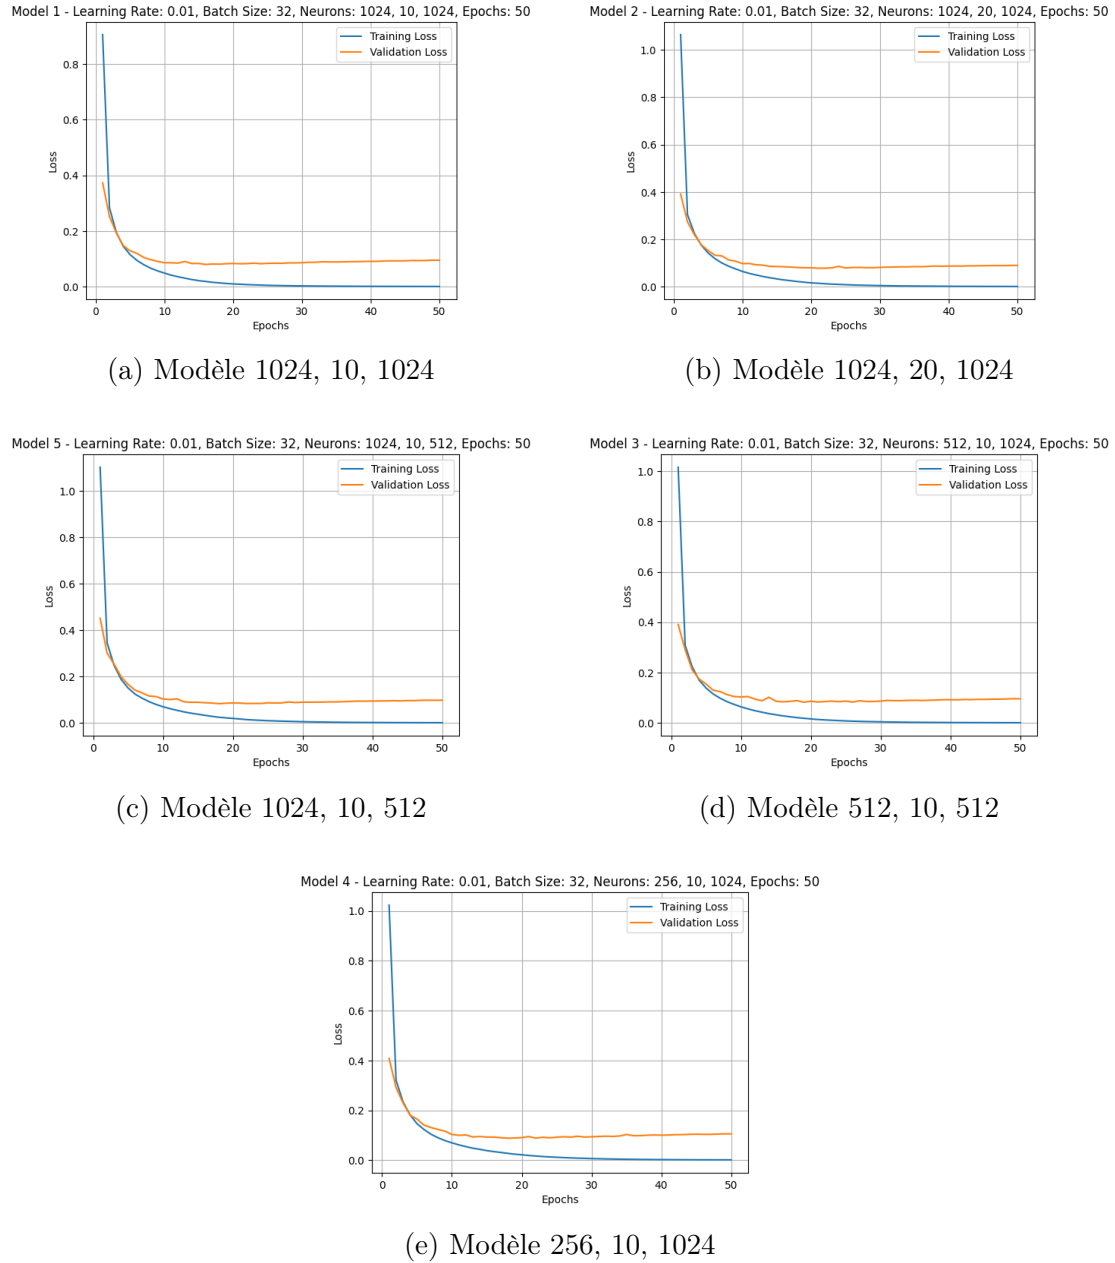 Model 1 - Learning Rate: 0.01, Batch Size: 32, Neurons: 1024, 10, 1024, Epochs: 50
Training Loss
Validation Loss
0.8
0.6
0.4
0.2
0.0
Loss
0 10 20 30 40 50
Epochs
(a) Modèle 1024, 10, 1024
Model 2 - Learning Rate: 0.01, Batch Size: 32, Neurons: 1024, 20, 1024, Epochs: 50
Training Loss
Validation Loss
1.0
0.8
0.6
0.4
0.2
0.0
Loss
0 10 20 30 40 50
Epochs
(b) Modèle 1024, 20, 1024
Model 5 - Learning Rate: 0.01, Batch Size: 32, Neurons: 1024, 10, 512, Epochs: 50
Training Loss
Validation Loss
1.0
0.8
0.6
0.4
0.2
0.0
Loss
0 10 20 30 40 50
Epochs
(c) Modèle 1024, 10, 512
Model 3 - Learning Rate: 0.01, Batch Size: 32, Neurons: 512, 10, 1024, Epochs: 50
Training Loss
Validation Loss
1.0
0.8
0.6
0.4
0.2
0.0
Loss
0 10 20 30 40 50
Epochs
(d) Modèle 512, 10, 512
Model 4 - Learning Rate: 0.01, Batch Size: 32, Neurons: 256, 10, 1024, Epochs: 50
Training Loss
Validation Loss
1.0
0.8
0.6
0.4
0.2
0.0
Loss
0 10 20 30 40 50
Epochs
(e) Modèle 256, 10, 1024